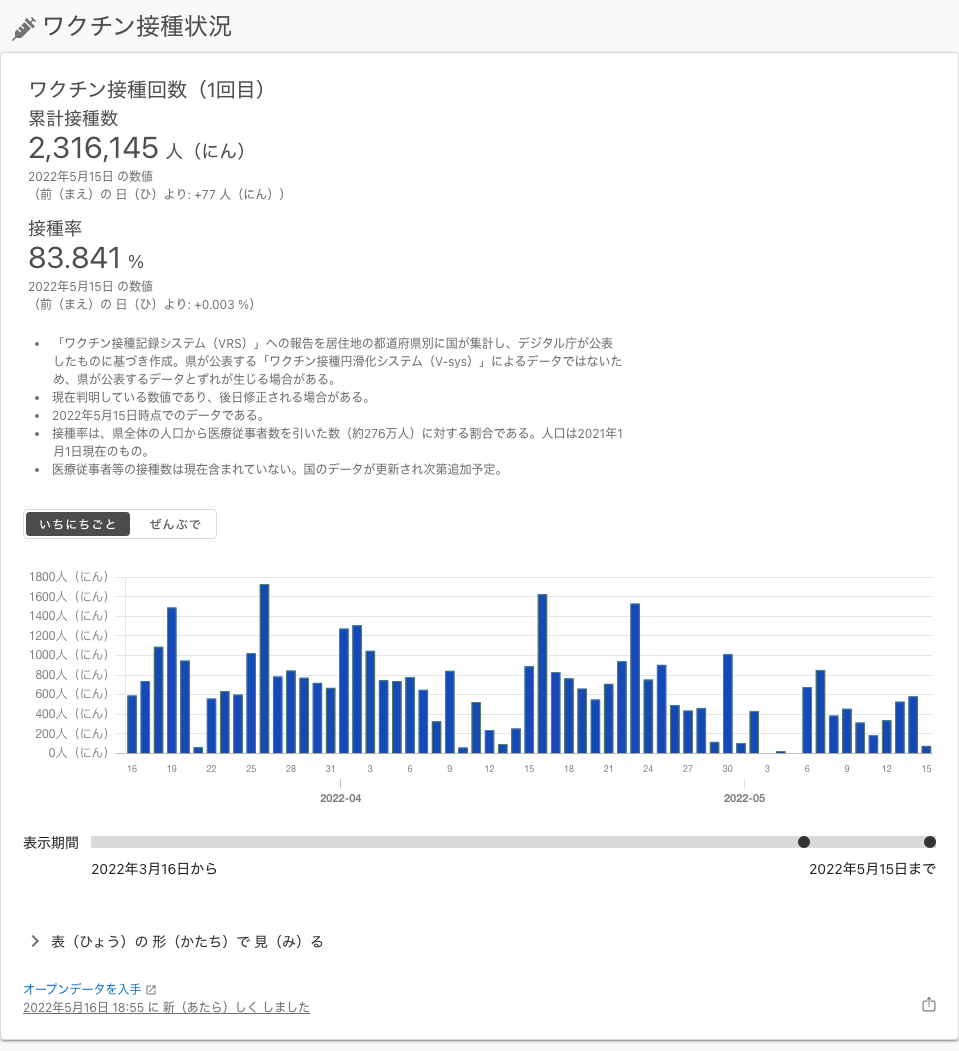 ワクチン接種状況
ワクチン接種回数（1回目）
累計接種数
2,316,145 人（にん）
2022年5月15日 の数値
（前（まえ）の 日（ひ）より: +77 人（にん））
接種率
83.841 %
2022年5月15日 の数値
（前（まえ）の 日（ひ）より: +0.003 %）
• 「ワクチン接種記録システム（VRS）」への報告を居住地の都道府県別に国が集計し、デジタル庁が公表
したものに基づき作成。県が公表する「ワクチン接種円滑化システム（V-sys）」によるデータではないた
め、県が公表するデータとずれが生じる場合がある。
• 現在判明している数値であり、後日修正される場合がある。
• 2022年5月15日時点でのデータである。
• 接種率は、県全体の人口から医療従事者数を引いた数（約276万人）に対する割合である。人口は2021年1
月1日現在のもの。
• 医療従事者等の接種数は現在含まれていない。国のデータが更新され次第追加予定。
いちにちごと ぜんぶで
1800人（にん）
1600人（にん）
1400人（にん）
1200人（にん）
1000人（にん）
800人（にん）
600人（にん）
400人（にん）
200人（にん）
0人（にん）
16 19 22 25 28 31 3 6 9 12 15 18 21 24 27 30 3 6 9 12 15
2022-04 2022-05
表示期間
2022年3月16日から 2022年5月15日まで
表（ひょう）の 形（かたち）で 見（み）る
オープンデータを入手
2022年5月16日 18:55 に 新（あたら）しく しました